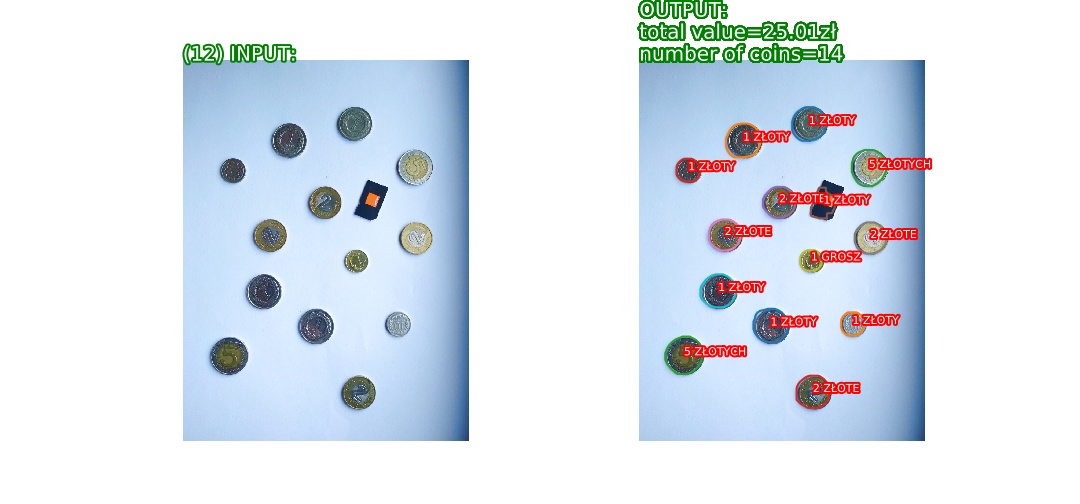 (12) INPUT:
OUTPUT:
total value=25.01zł
number of coins=14
1 ZŁOTY
1 ZŁOTY
1 ZŁOTY
5 ZŁOTYCH
2 ZŁOTE
1 ZŁOTY
2 ZŁOTE
2 ZŁOTE
1 GROSZ
1 ZŁOTY
1 ZŁOTY
1 ZŁOTY
5 ZŁOTYCH
2 ZŁOTE